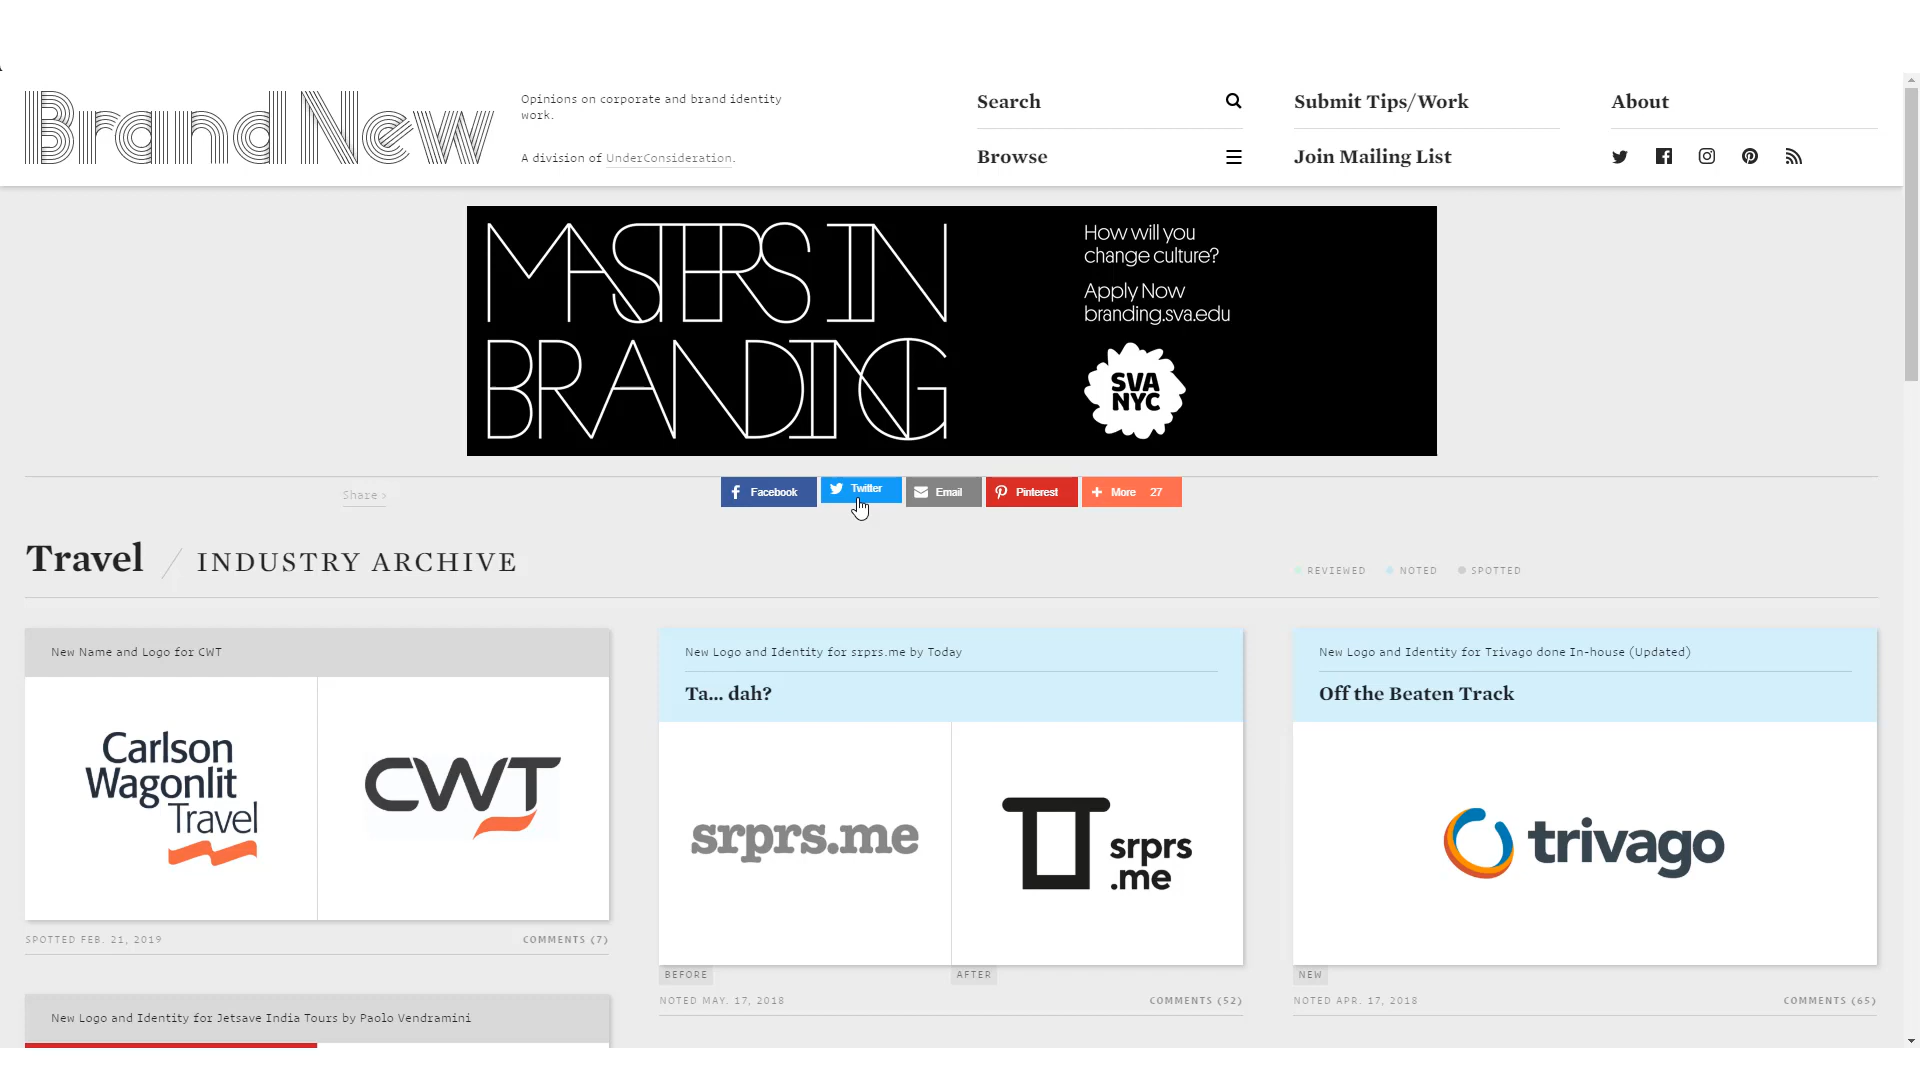 Brand New
Opinions on corporate and brand identity
work.
A division of UnderConsideration.
Search
Browse
Submit Tips/Work
Join Mailing List
About
MASTERS IN
BRANDING
How will you
change culture?
Apply Now
branding.sva.edu
SVA
NYC
Share >
Facebook
Twitter
Email
Pinterest
More 27
Travel / INDUSTRY ARCHIVE
REVIEWED
NOTED
SPOTTED
New Name and Logo for CWT
Carlson
Wagonlit
Travel
CWT
SPOTTED FEB. 21, 2019
COMMENTS (7)
New Logo and Identity for srprs.me by Today
Ta... dah?
srprs.me
srprs
.me
BEFORE
AFTER
NOTED MAY. 17, 2018
COMMENTS (52)
New Logo and Identity for Trivago done In-house (Updated)
Off the Beaten Track
trivago
NEW
NOTED APR. 17, 2018
COMMENTS (65)
New Logo and Identity for Jetsave India Tours by Paolo Vendramini